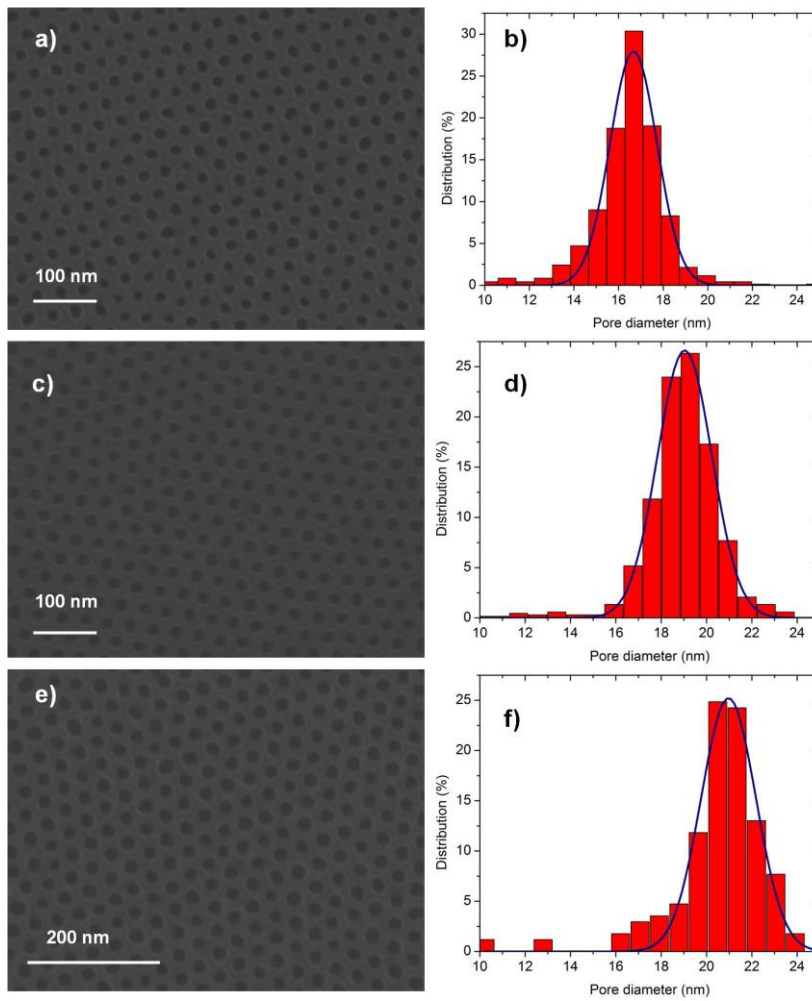 a)
100 nm
b)
Distribution (%)
30
25
20
15
10
5
0
10 12 14 16 18 20 22 24
Pore diameter (nm)
c)
100 nm
d)
Distribution (%)
25
20
15
10
5
0
10 12 14 16 18 20 22 24
Pore diameter (nm)
e)
200 nm
f)
Distribution (%)
25
20
15
10
5
0
10 12 14 16 18 20 22 24
Pore diameter (nm)